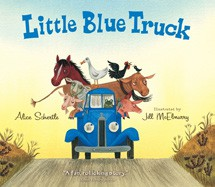 Little Blue Truck
Alice Schertle
Illustrated by
Jill McElmurry